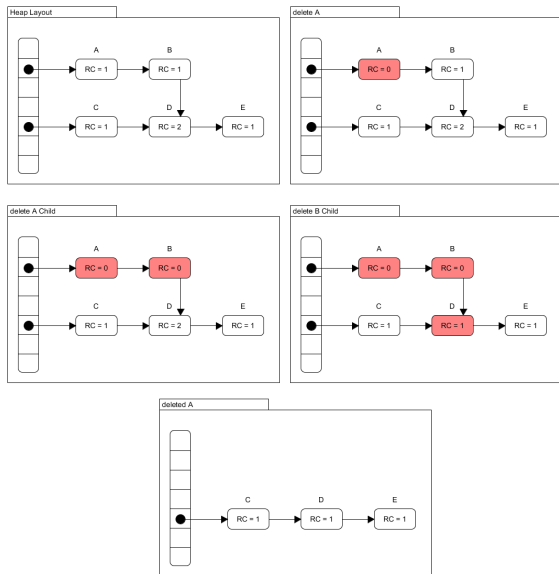 Heap Layout
A B
RC = 1 RC = 1
C D E
RC = 1 RC = 2 RC = 1
delete A
A B
RC = 0 RC = 1
C D E
RC = 1 RC = 2 RC = 1
delete A Child
A B
RC = 0 RC = 0
C D E
RC = 1 RC = 2 RC = 1
delete B Child
A B
RC = 0 RC = 0
C D E
RC = 1 RC = 1 RC = 1
deleted A
C D E
RC = 1 RC = 1 RC = 1